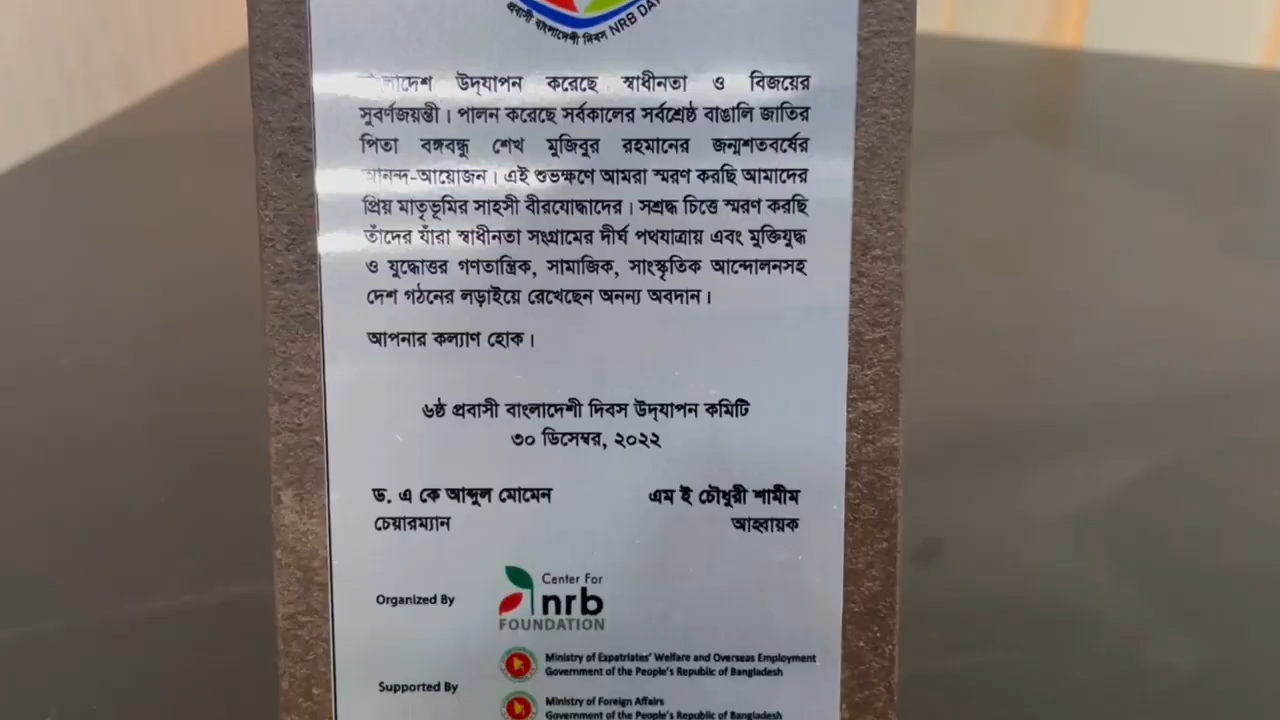 প্রবাসী বাংলাদেশী দিবস NRB DAY
উদ্‌যাপন করেছে স্বাধীনতা ও বিজয়ের
সুবর্ণজয়ন্তী। পালন করেছে সর্বকালের সর্বশ্রেষ্ঠ বাঙালি জাতির
পিতা বঙ্গবন্ধু শেখ মুজিবুর রহমানের জন্মশতবর্ষের
আনন্দ-আয়োজন। এই শুভক্ষণে আমরা স্মরণ করছি আমাদের
প্রিয় মাতৃভূমির সাহসী বীরযোদ্ধাদের। সশ্রদ্ধ চিত্তে স্মরণ করছি
তাঁদের যাঁরা স্বাধীনতা সংগ্রামের দীর্ঘ পথযাত্রায় এবং মুক্তিযুদ্ধ
ও যুদ্ধোত্তর গণতান্ত্রিক, সামাজিক, সাংস্কৃতিক আন্দোলনসহ
দেশ গঠনের লড়াইয়ে রেখেছেন অনন্য অবদান।
আপনার কল্যাণ হোক।
৬ষ্ঠ প্রবাসী বাংলাদেশী দিবস উদ্‌যাপন কমিটি
৩০ ডিসেম্বর, ২০২২
ড. এ কে আব্দুল মোমেন
চেয়ারম্যান
এম ই চৌধুরী শামীম
আহ্বায়ক
Organized By
Center For
nrb
FOUNDATION
Supported By
Ministry of Expatriates' Welfare and Overseas Employment
Government of the People's Republic of Bangladesh
Ministry of Foreign Affairs
Government of the People's Republic of Bangladesh